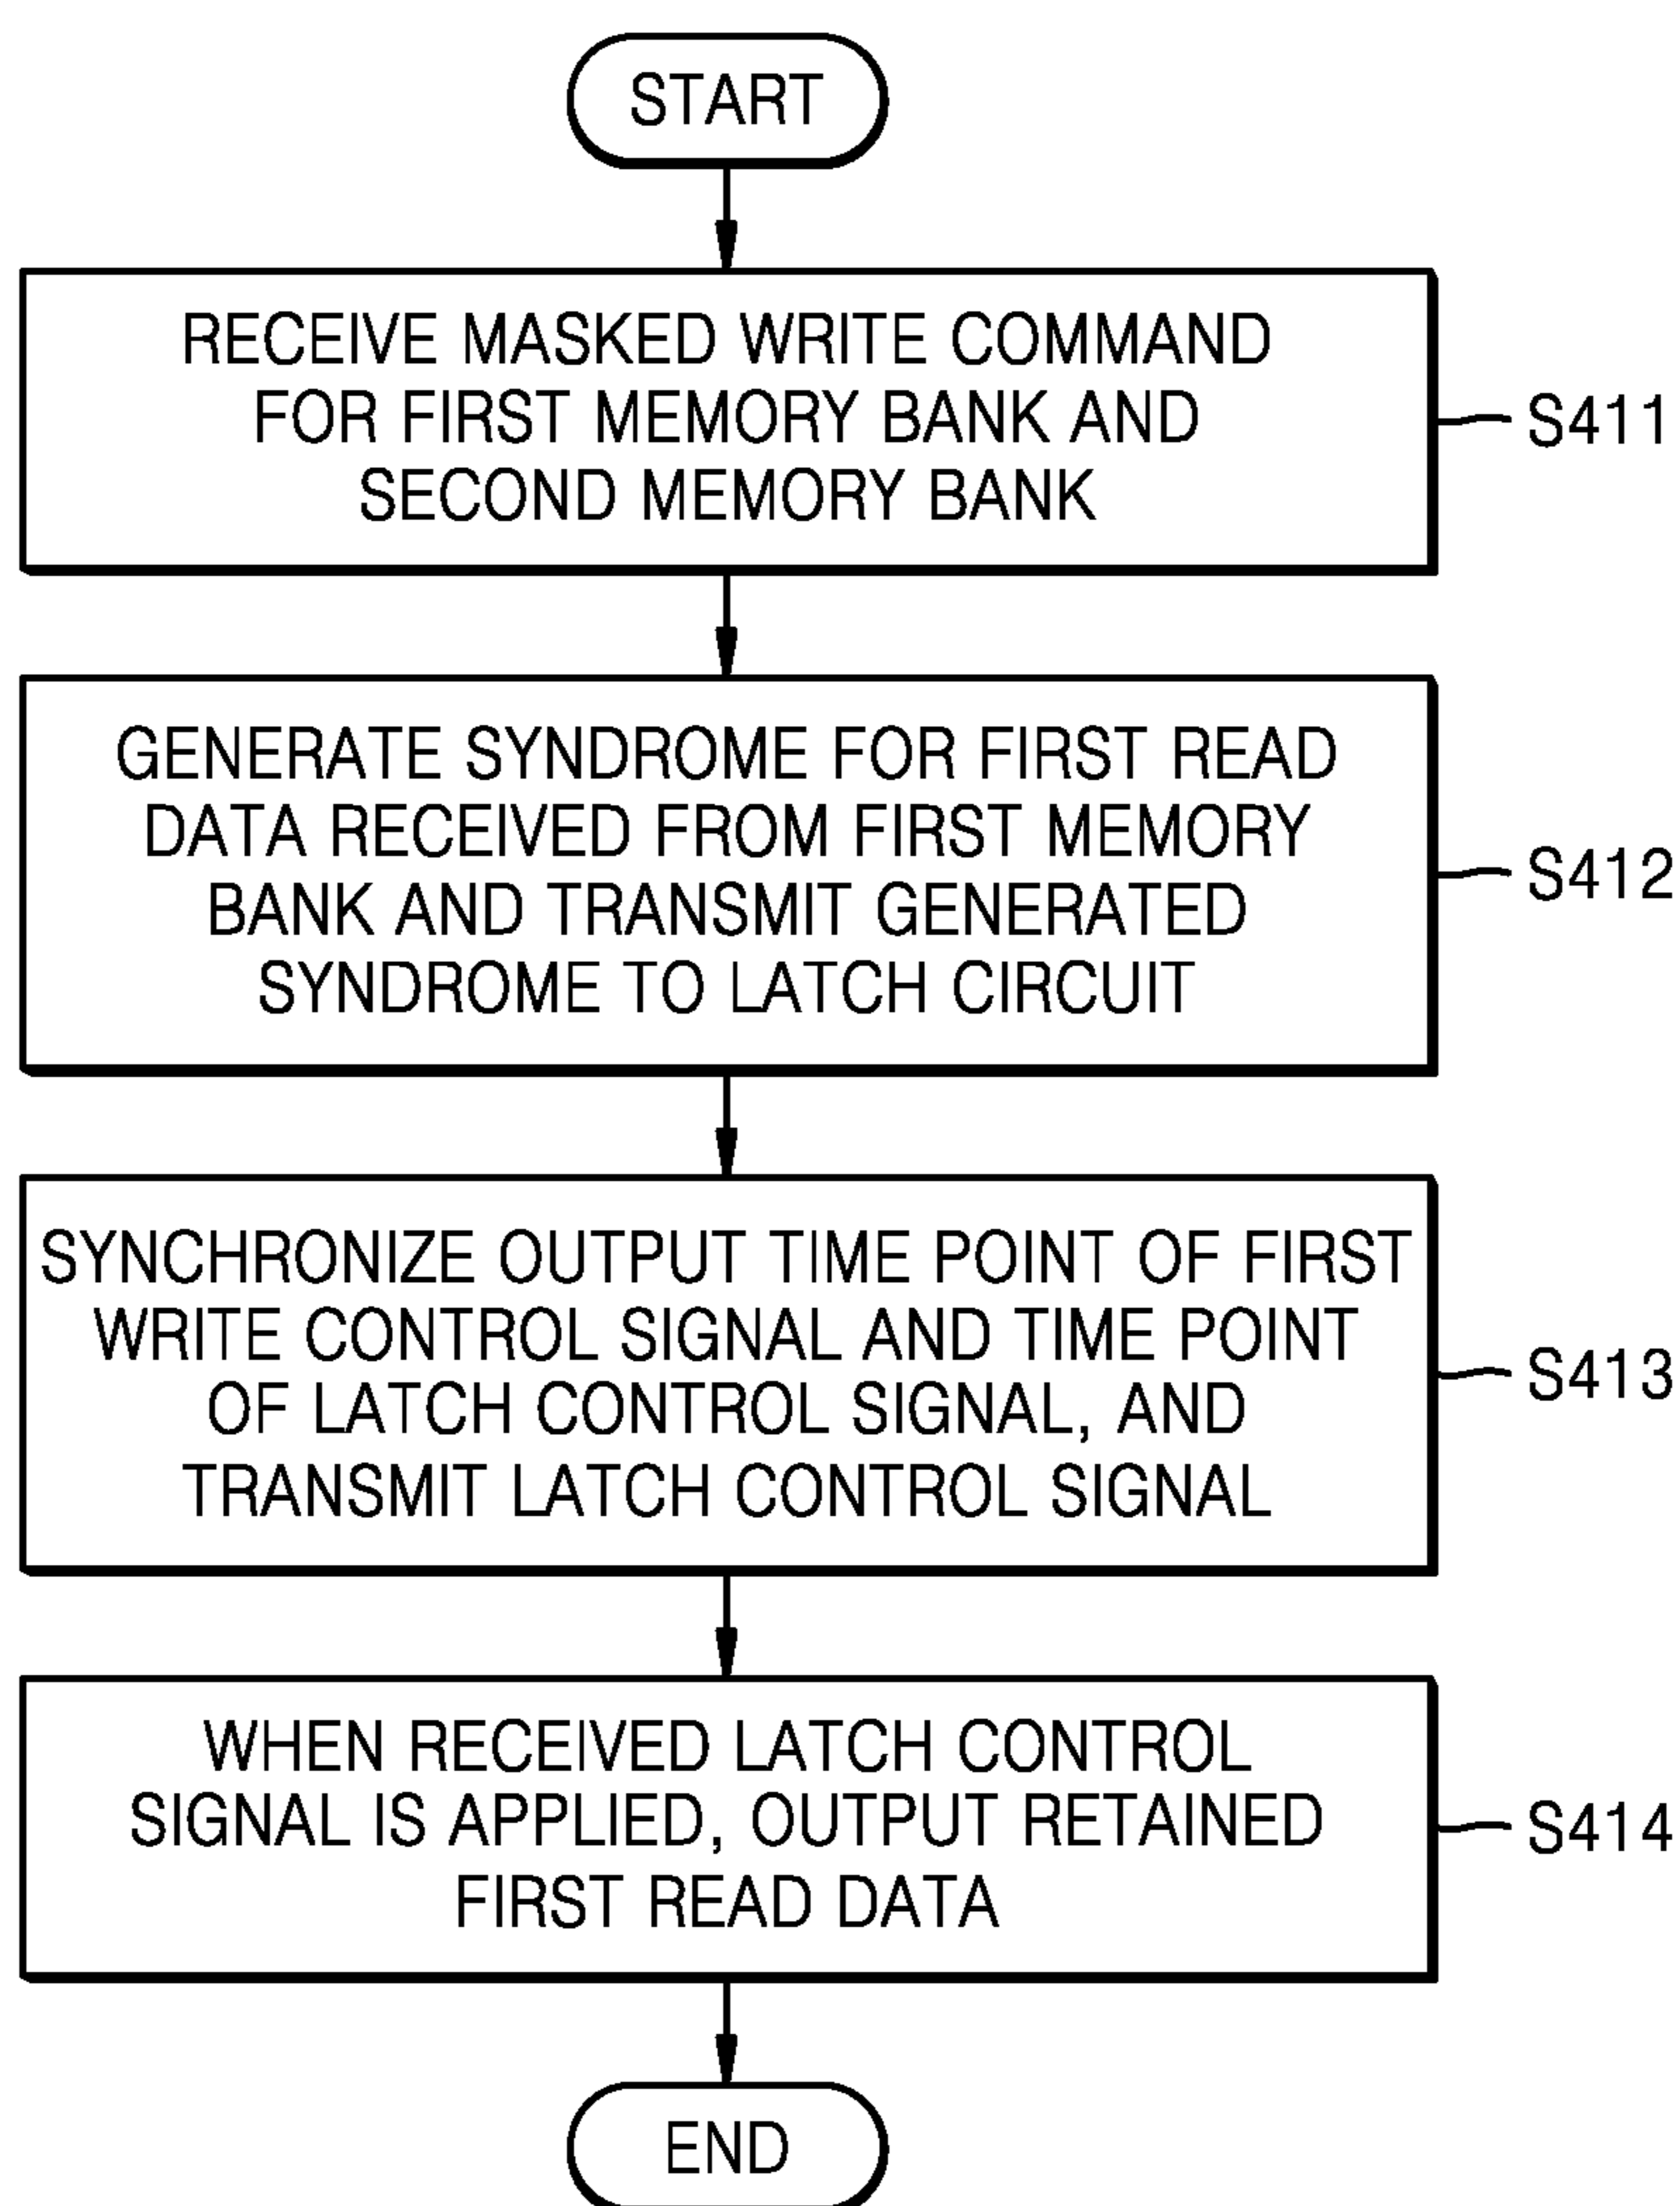 START
RECEIVE MASKED WRITE COMMAND
FOR FIRST MEMORY BANK AND
SECOND MEMORY BANK
S411
GENERATE SYNDROME FOR FIRST READ
DATA RECEIVED FROM FIRST MEMORY
BANK AND TRANSMIT GENERATED
SYNDROME TO LATCH CIRCUIT
S412
SYNCHRONIZE OUTPUT TIME POINT OF FIRST
WRITE CONTROL SIGNAL AND TIME POINT
OF LATCH CONTROL SIGNAL, AND
TRANSMIT LATCH CONTROL SIGNAL
S413
WHEN RECEIVED LATCH CONTROL
SIGNAL IS APPLIED, OUTPUT RETAINED
FIRST READ DATA
S414
END